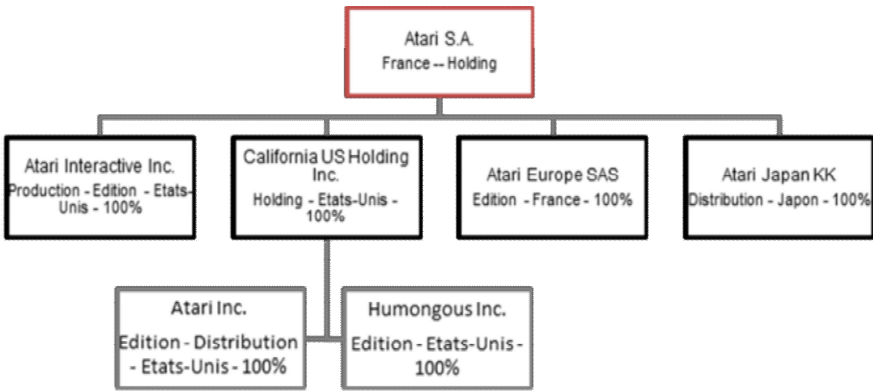 Atari S.A.
France -- Holding
Atari Interactive Inc.
Production - Edition - Etats-
Unis - 100%
California US Holding
Inc.
Holding - Etats-Unis -
100%
Atari Europe SAS
Edition - France - 100%
Atari Japan KK
Distribution - Japon - 100%
Atari Inc.
Edition - Distribution
- Etats-Unis - 100%
Humongous Inc.
Edition - Etats-Unis -
100%